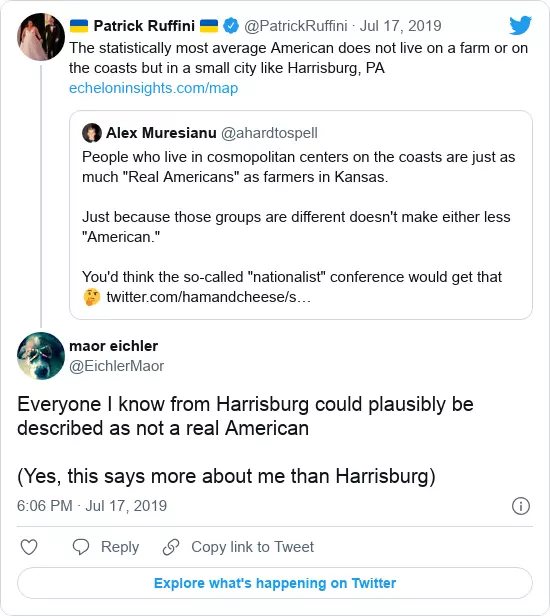 🇺🇦 Patrick Ruffini 🇺🇦 @PatrickRuffini · Jul 17, 2019
The statistically most average American does not live on a farm or on
the coasts but in a small city like Harrisburg, PA
echeloninsights.com/map
Alex Muresianu @ahardtospell
People who live in cosmopolitan centers on the coasts are just as
much "Real Americans" as farmers in Kansas.
Just because those groups are different doesn't make either less
"American."
You'd think the so-called "nationalist" conference would get that
🤔 twitter.com/hamandcheese/s…
maor eichler
@EichlerMaor
Everyone I know from Harrisburg could plausibly be
described as not a real American
(Yes, this says more about me than Harrisburg)
6:06 PM · Jul 17, 2019
Reply Copy link to Tweet
Explore what's happening on Twitter